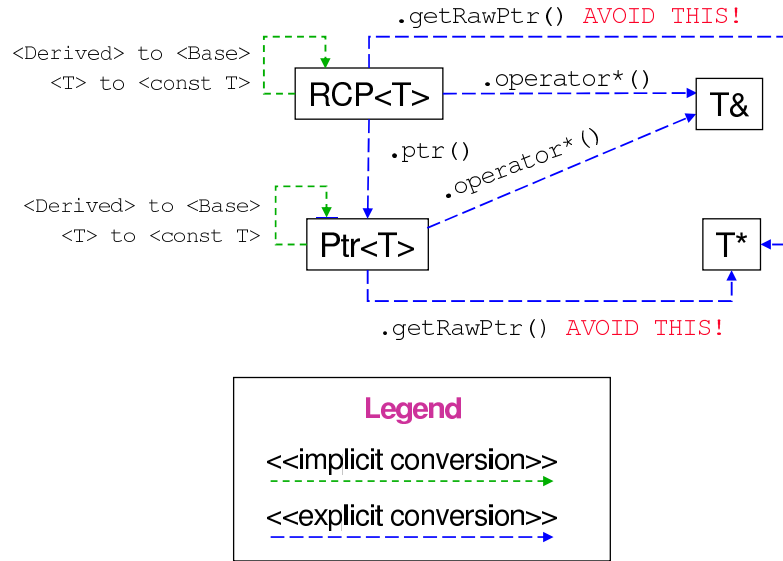 .getRawPtr() AVOID THIS!
<Derived> to <Base>
<T> to <const T>
RCP<T>
.operator*()
T&
.ptr()
.operator*()
<Derived> to <Base>
<T> to <const T>
Ptr<T>
T*
.getRawPtr() AVOID THIS!
Legend
<<implicit conversion>>
<<explicit conversion>>